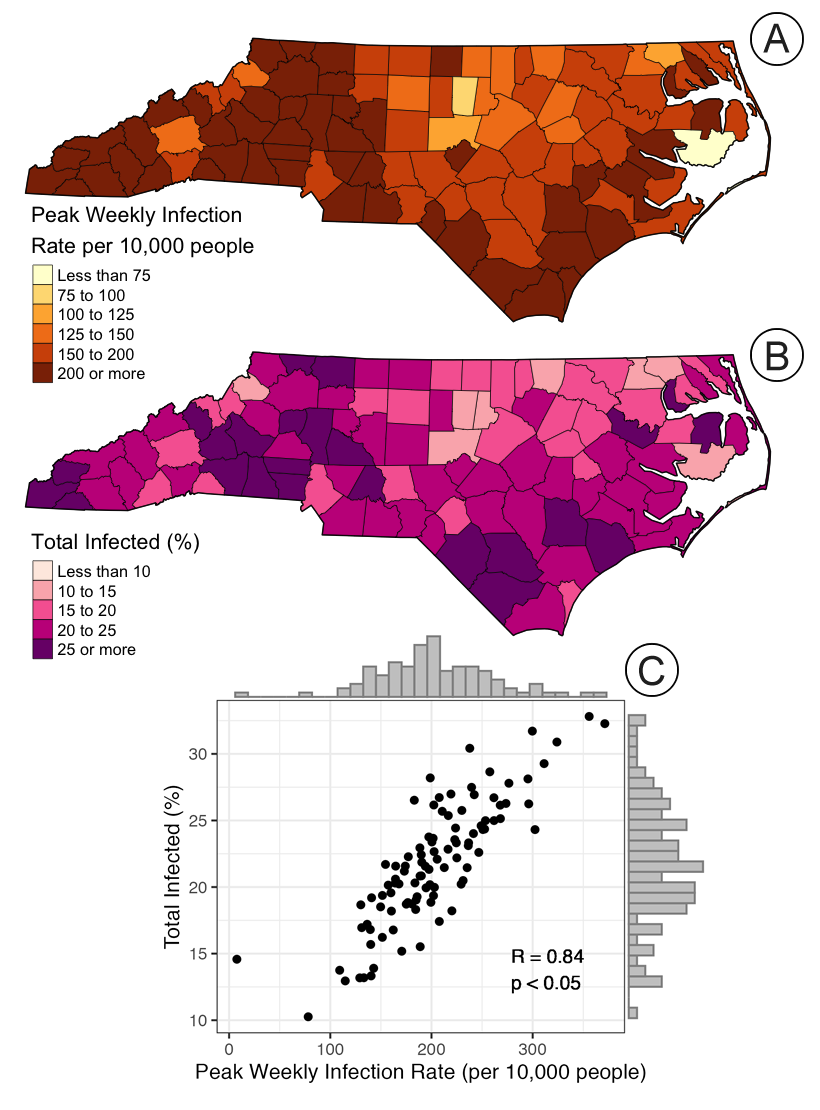 A
Peak Weekly Infection
Rate per 10,000 people
Less than 75
75 to 100
100 to 125
125 to 150
150 to 200
200 or more
B
Total Infected (%)
Less than 10
10 to 15
15 to 20
20 to 25
25 or more
C
30
25
20
15
10
Total Infected (%)
R = 0.84
p < 0.05
0 100 200 300
Peak Weekly Infection Rate (per 10,000 people)